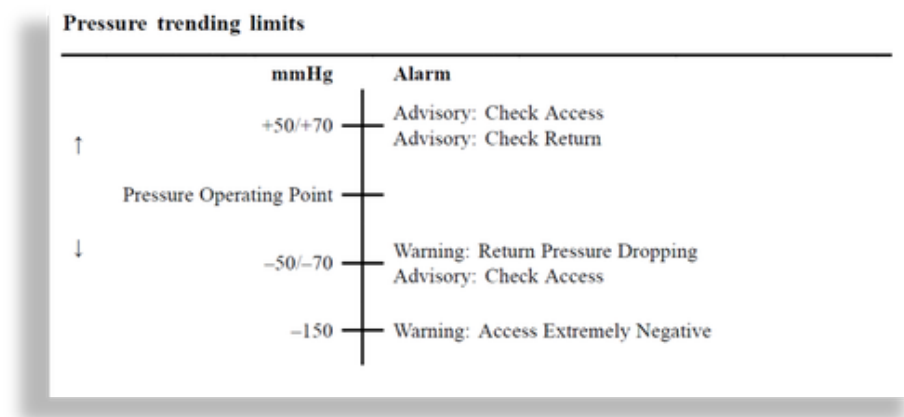 Pressure trending limits
mmHg Alarm
+50/+70 Advisory: Check Access
Advisory: Check Return
↑
Pressure Operating Point
↓
–50/–70 Warning: Return Pressure Dropping
Advisory: Check Access
–150 Warning: Access Extremely Negative